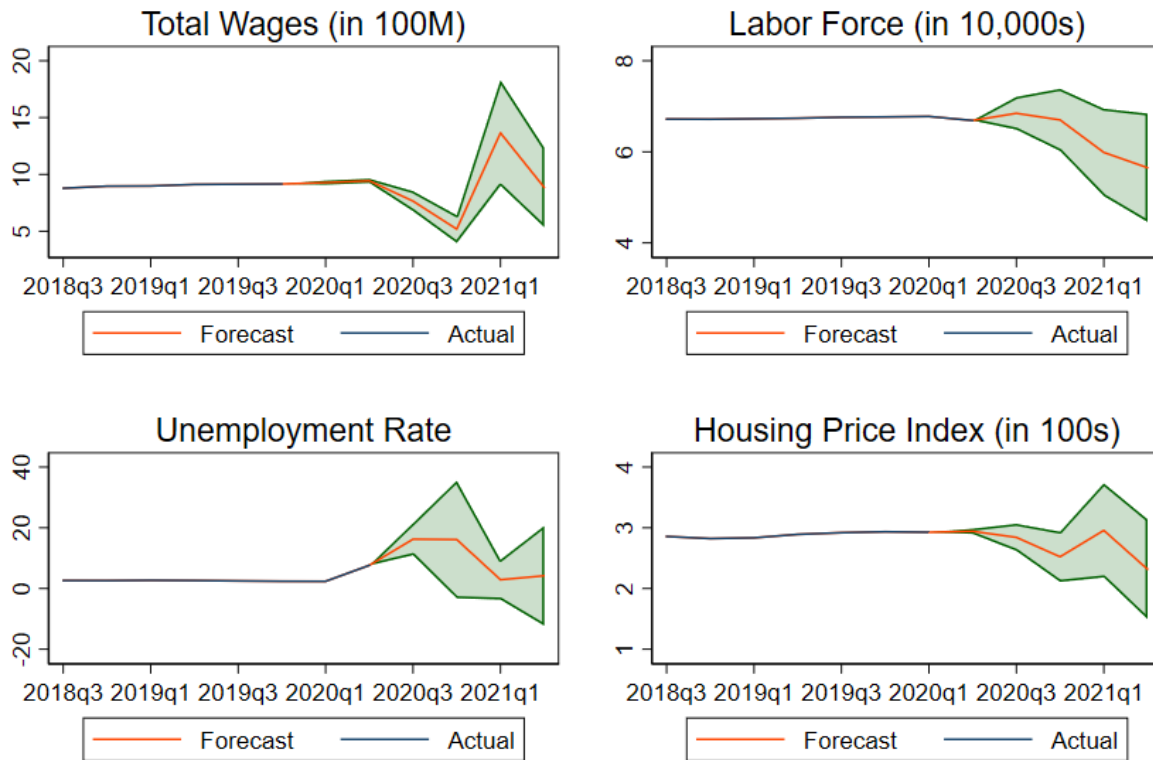 Total Wages (in 100M)
20
15
10
5
2018q3 2019q1 2019q3 2020q1 2020q3 2021q1
Forecast Actual
Labor Force (in 10,000s)
8
6
4
2018q3 2019q1 2019q3 2020q1 2020q3 2021q1
Forecast Actual
Unemployment Rate
40
20
0
-20
2018q3 2019q1 2019q3 2020q1 2020q3 2021q1
Forecast Actual
Housing Price Index (in 100s)
4
3
2
1
2018q3 2019q1 2019q3 2020q1 2020q3 2021q1
Forecast Actual